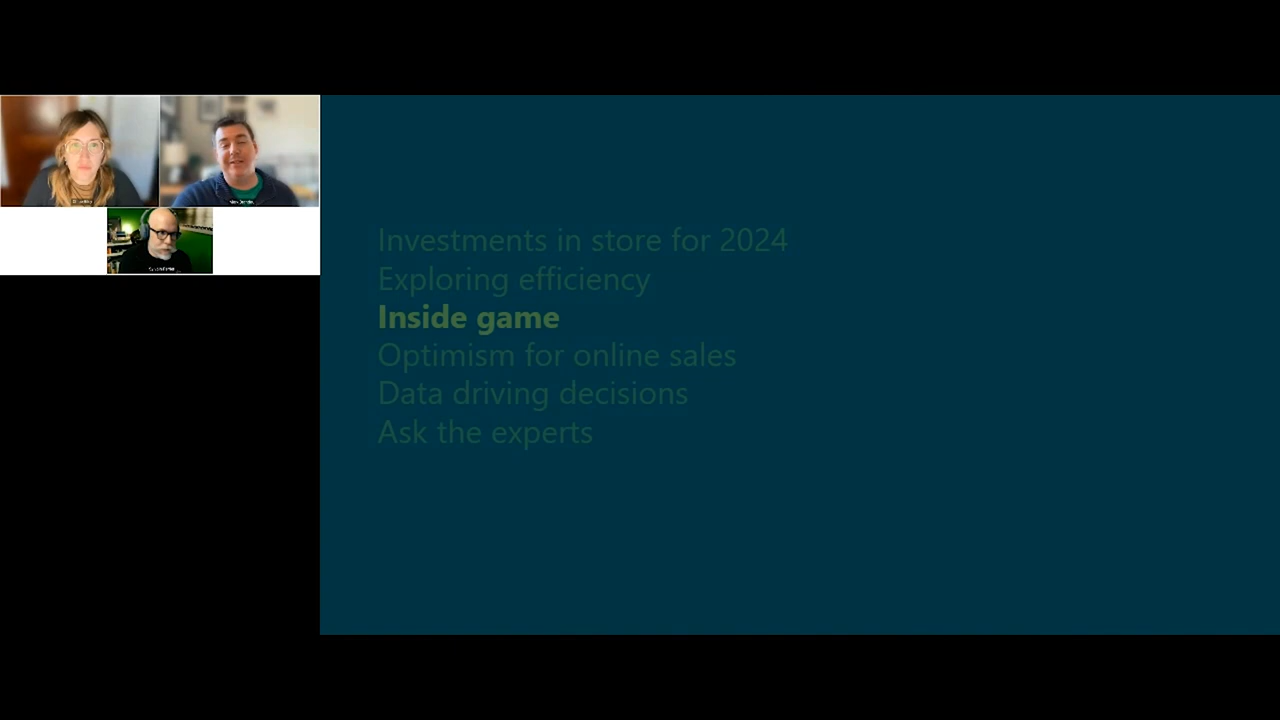 Investments in store for 2024
Exploring efficiency
Inside game
Optimism for online sales
Data driving decisions
Ask the experts